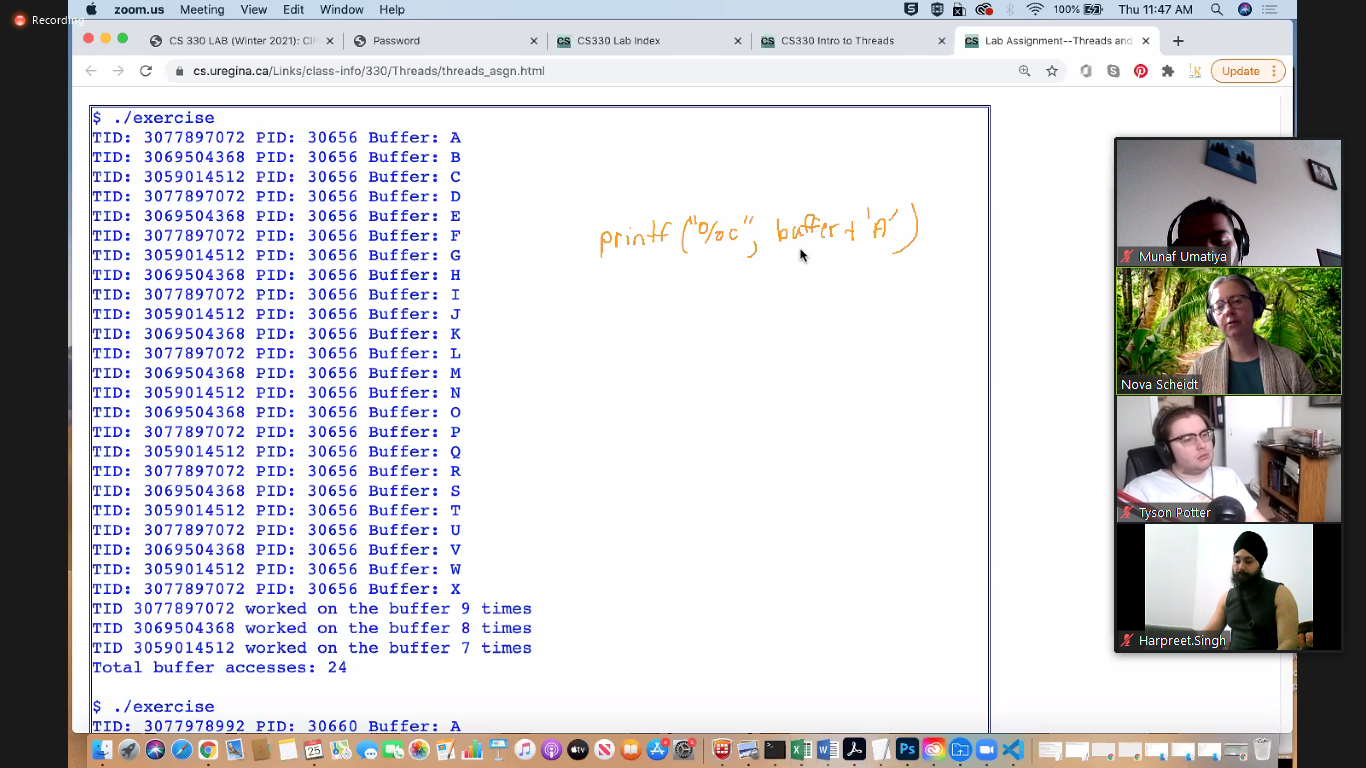 Recording
zoom.us Meeting View Edit Window Help 100% Thu 11:47 AM
CS 330 LAB (Winter 2021): Cli Password CS330 Lab Index CS330 Intro to Threads Lab Assignment--Threads and
cs.uregina.ca/Links/class-info/330/Threads/threads_asgn.html Update
$ ./exercise
TID: 3077897072 PID: 30656 Buffer: A
TID: 3069504368 PID: 30656 Buffer: B
TID: 3059014512 PID: 30656 Buffer: C
TID: 3077897072 PID: 30656 Buffer: D
TID: 3069504368 PID: 30656 Buffer: E
TID: 3077897072 PID: 30656 Buffer: F
TID: 3059014512 PID: 30656 Buffer: G
TID: 3069504368 PID: 30656 Buffer: H
TID: 3077897072 PID: 30656 Buffer: I
TID: 3059014512 PID: 30656 Buffer: J
TID: 3069504368 PID: 30656 Buffer: K
TID: 3077897072 PID: 30656 Buffer: L
TID: 3069504368 PID: 30656 Buffer: M
TID: 3059014512 PID: 30656 Buffer: N
TID: 3069504368 PID: 30656 Buffer: O
TID: 3077897072 PID: 30656 Buffer: P
TID: 3059014512 PID: 30656 Buffer: Q
TID: 3077897072 PID: 30656 Buffer: R
TID: 3069504368 PID: 30656 Buffer: S
TID: 3059014512 PID: 30656 Buffer: T
TID: 3077897072 PID: 30656 Buffer: U
TID: 3069504368 PID: 30656 Buffer: V
TID: 3059014512 PID: 30656 Buffer: W
TID: 3077897072 PID: 30656 Buffer: X
TID 3077897072 worked on the buffer 9 times
TID 3069504368 worked on the buffer 8 times
TID 3059014512 worked on the buffer 7 times
Total buffer accesses: 24
$ ./exercise
TID: 3077978992 PID: 30660 Buffer: A
printf ("%c", buffer + 'A')
Munaf Umatiya
Nova Scheidt
Tyson Potter
Harpreet.Singh